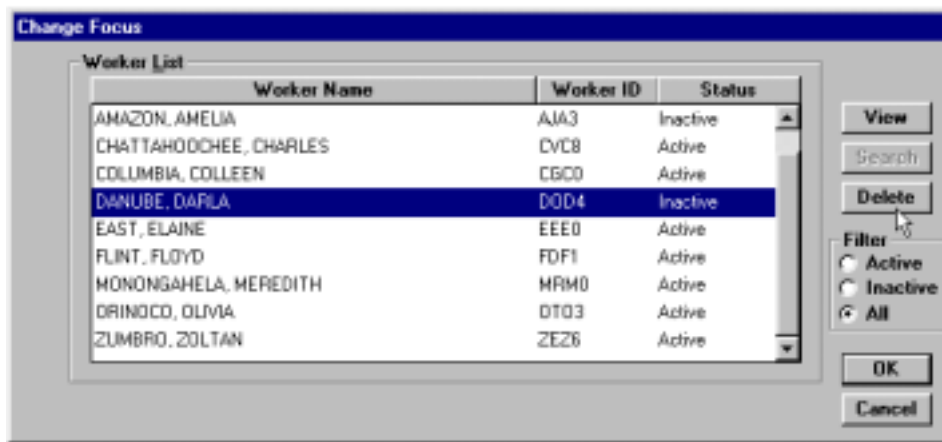 Change Focus
Worker List
Worker Name Worker ID Status
AMAZON, AMELIA AJA3 Inactive
CHATTAHOOCHEE, CHARLES CVC8 Active
COLUMBIA, COLLEEN CGC0 Active
DANUBE, DARLA DOD4 Inactive
EAST, ELAINE EEE0 Active
FLINT, FLOYD FDF1 Active
MONONGAHELA, MEREDITH MRM0 Active
ORINOCO, OLIVIA OTO3 Active
ZUMBRO, ZOLTAN ZEZ6 Active
View
Search
Delete
Filter
Active
Inactive
All
OK
Cancel